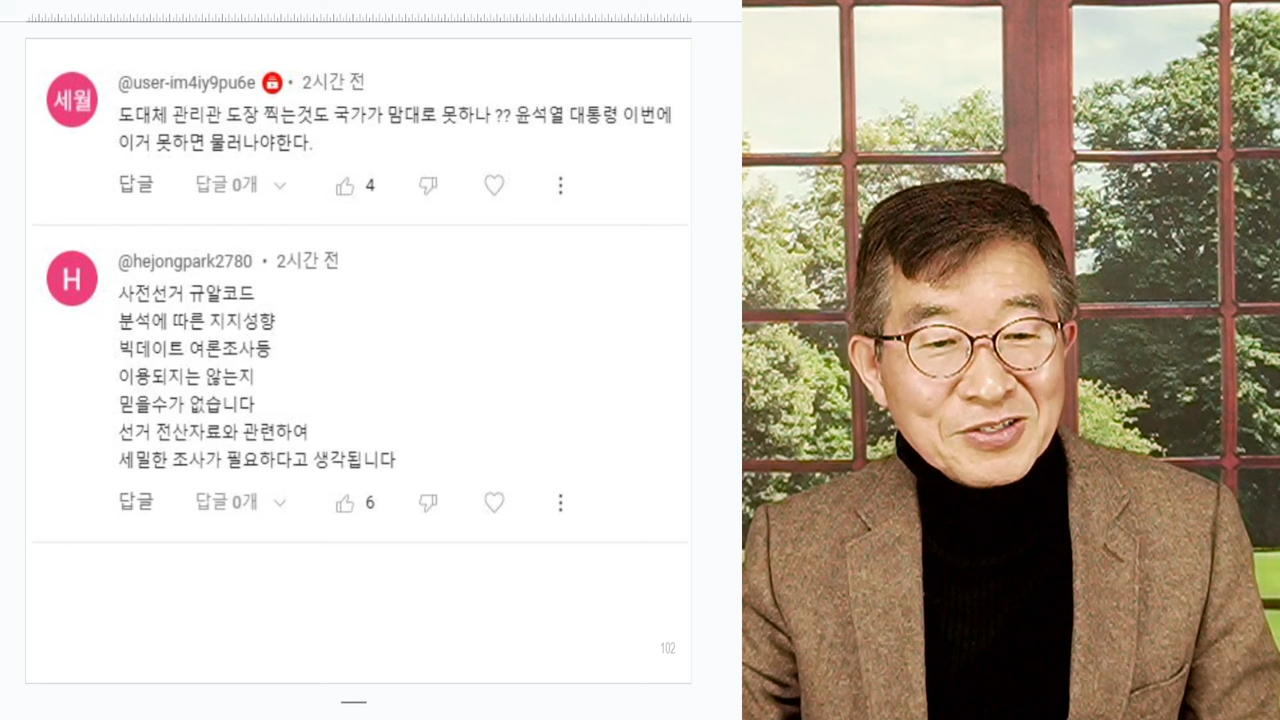 세월
@user-im4iy9pu6e • 2시간 전
도대체 관리관 도장 찍는것도 국가가 맘대로 못하나 ?? 윤석열 대통령 이번에
이거 못하면 물러나야한다.
답글 답글 0개 4
H
@hejongpark2780 • 2시간 전
사전선거 규알코드
분석에 따른 지지성향
빅데이트 여론조사등
이용되지는 않는지
믿을수가 없습니다
선거 전산자료와 관련하여
세밀한 조사가 필요하다고 생각됩니다
답글 답글 0개 6
102